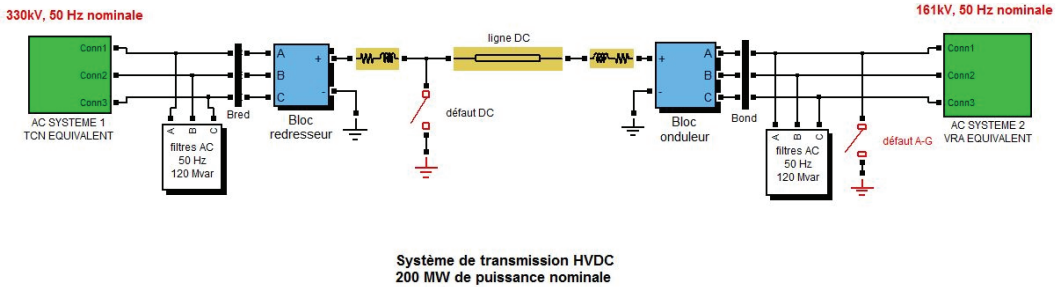 330kV, 50 Hz nominale
161kV, 50 Hz nominale
Conn1
Conn2
Conn3
AC SYSTEME 1
TCN EQUIVALENT
A
B
C
filtres AC
50 Hz
120 Mvar
Bred
A
B
C
+
-
Bloc
redresseur
défaut DC
ligne DC
+
-
A
B
C
Bloc
onduleur
Bond
A
B
C
filtres AC
50 Hz
120 Mvar
défaut A-G
Conn1
Conn2
Conn3
AC SYSTEME 2
VRA EQUIVALENT
Système de transmission HVDC
200 MW de puissance nominale